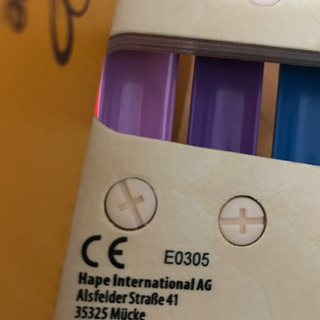 CE E0305
Hape International AG
Alsfelder Straße 41
35325 Mücke